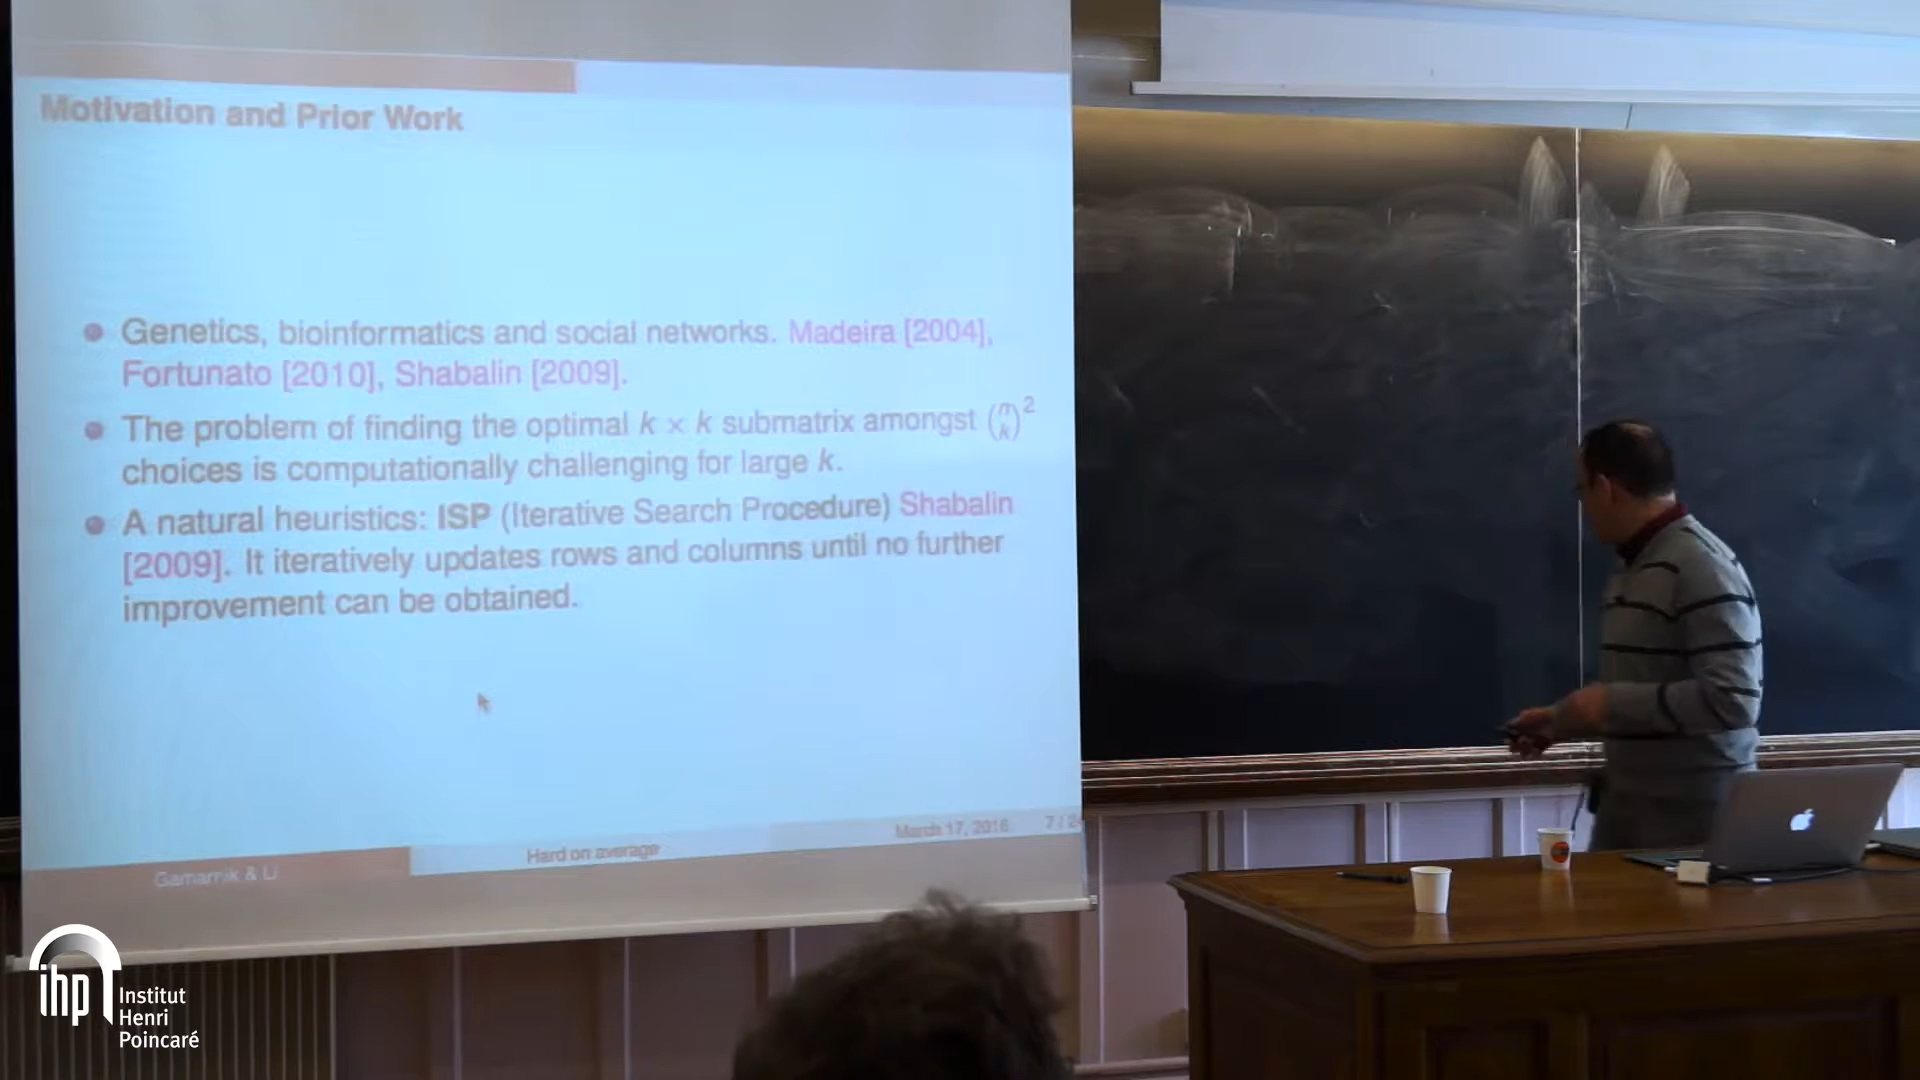 Motivation and Prior Work
Genetics, bioinformatics and social networks. Madeira [2004],
Fortunato [2010], Shabalin [2009].
The problem of finding the optimal k × k submatrix amongst (n k)²
choices is computationally challenging for large k.
A natural heuristics: ISP (Iterative Search Procedure) Shabalin
[2009]. It iteratively updates rows and columns until no further
improvement can be obtained.
Gamarnik & Li
Hard on average
March 17, 2016
7 / 2
ihp
Institut
Henri
Poincaré